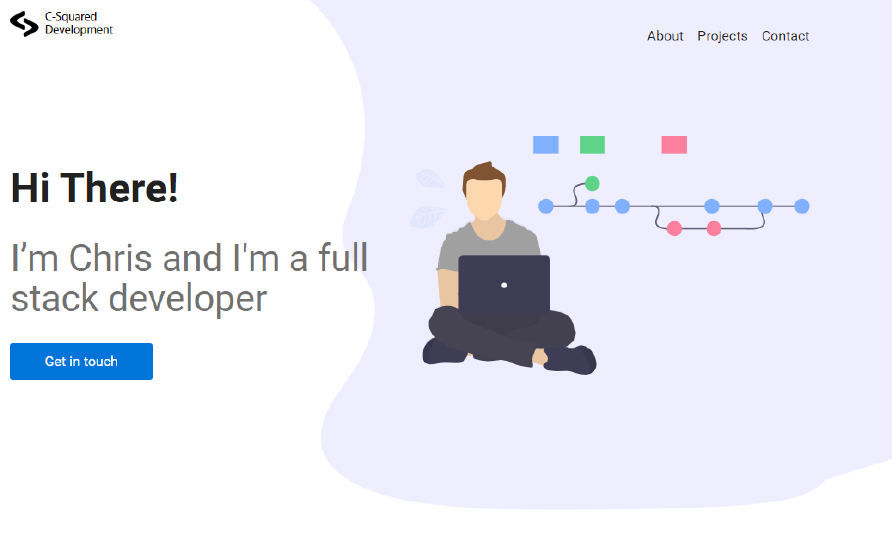 C-Squared
Development
About Projects Contact
Hi There!
I’m Chris and I'm a full
stack developer
Get in touch